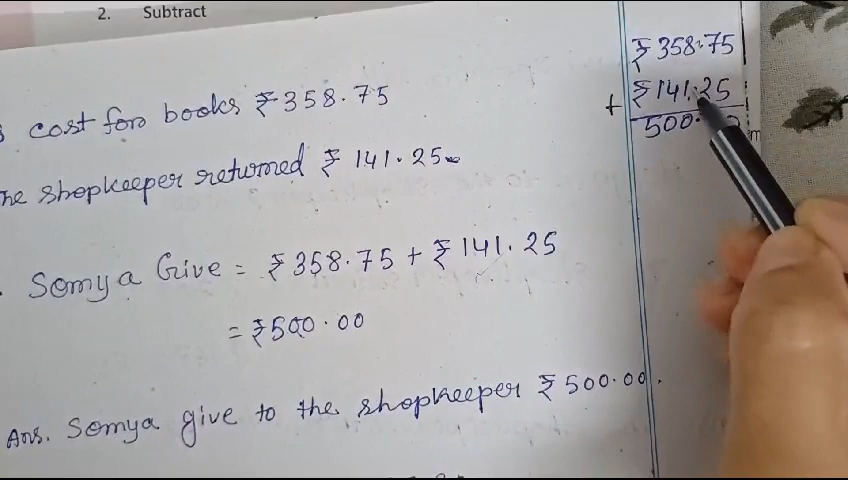 2. Subtract
cost for books ₹358.75
The shopkeeper returned ₹ 141.25
Somya Give = ₹358.75 + ₹141.25
= ₹500.00
Ans. Somya give to the shopkeeper ₹500.00.
₹358.75
+ ₹141.25
500.